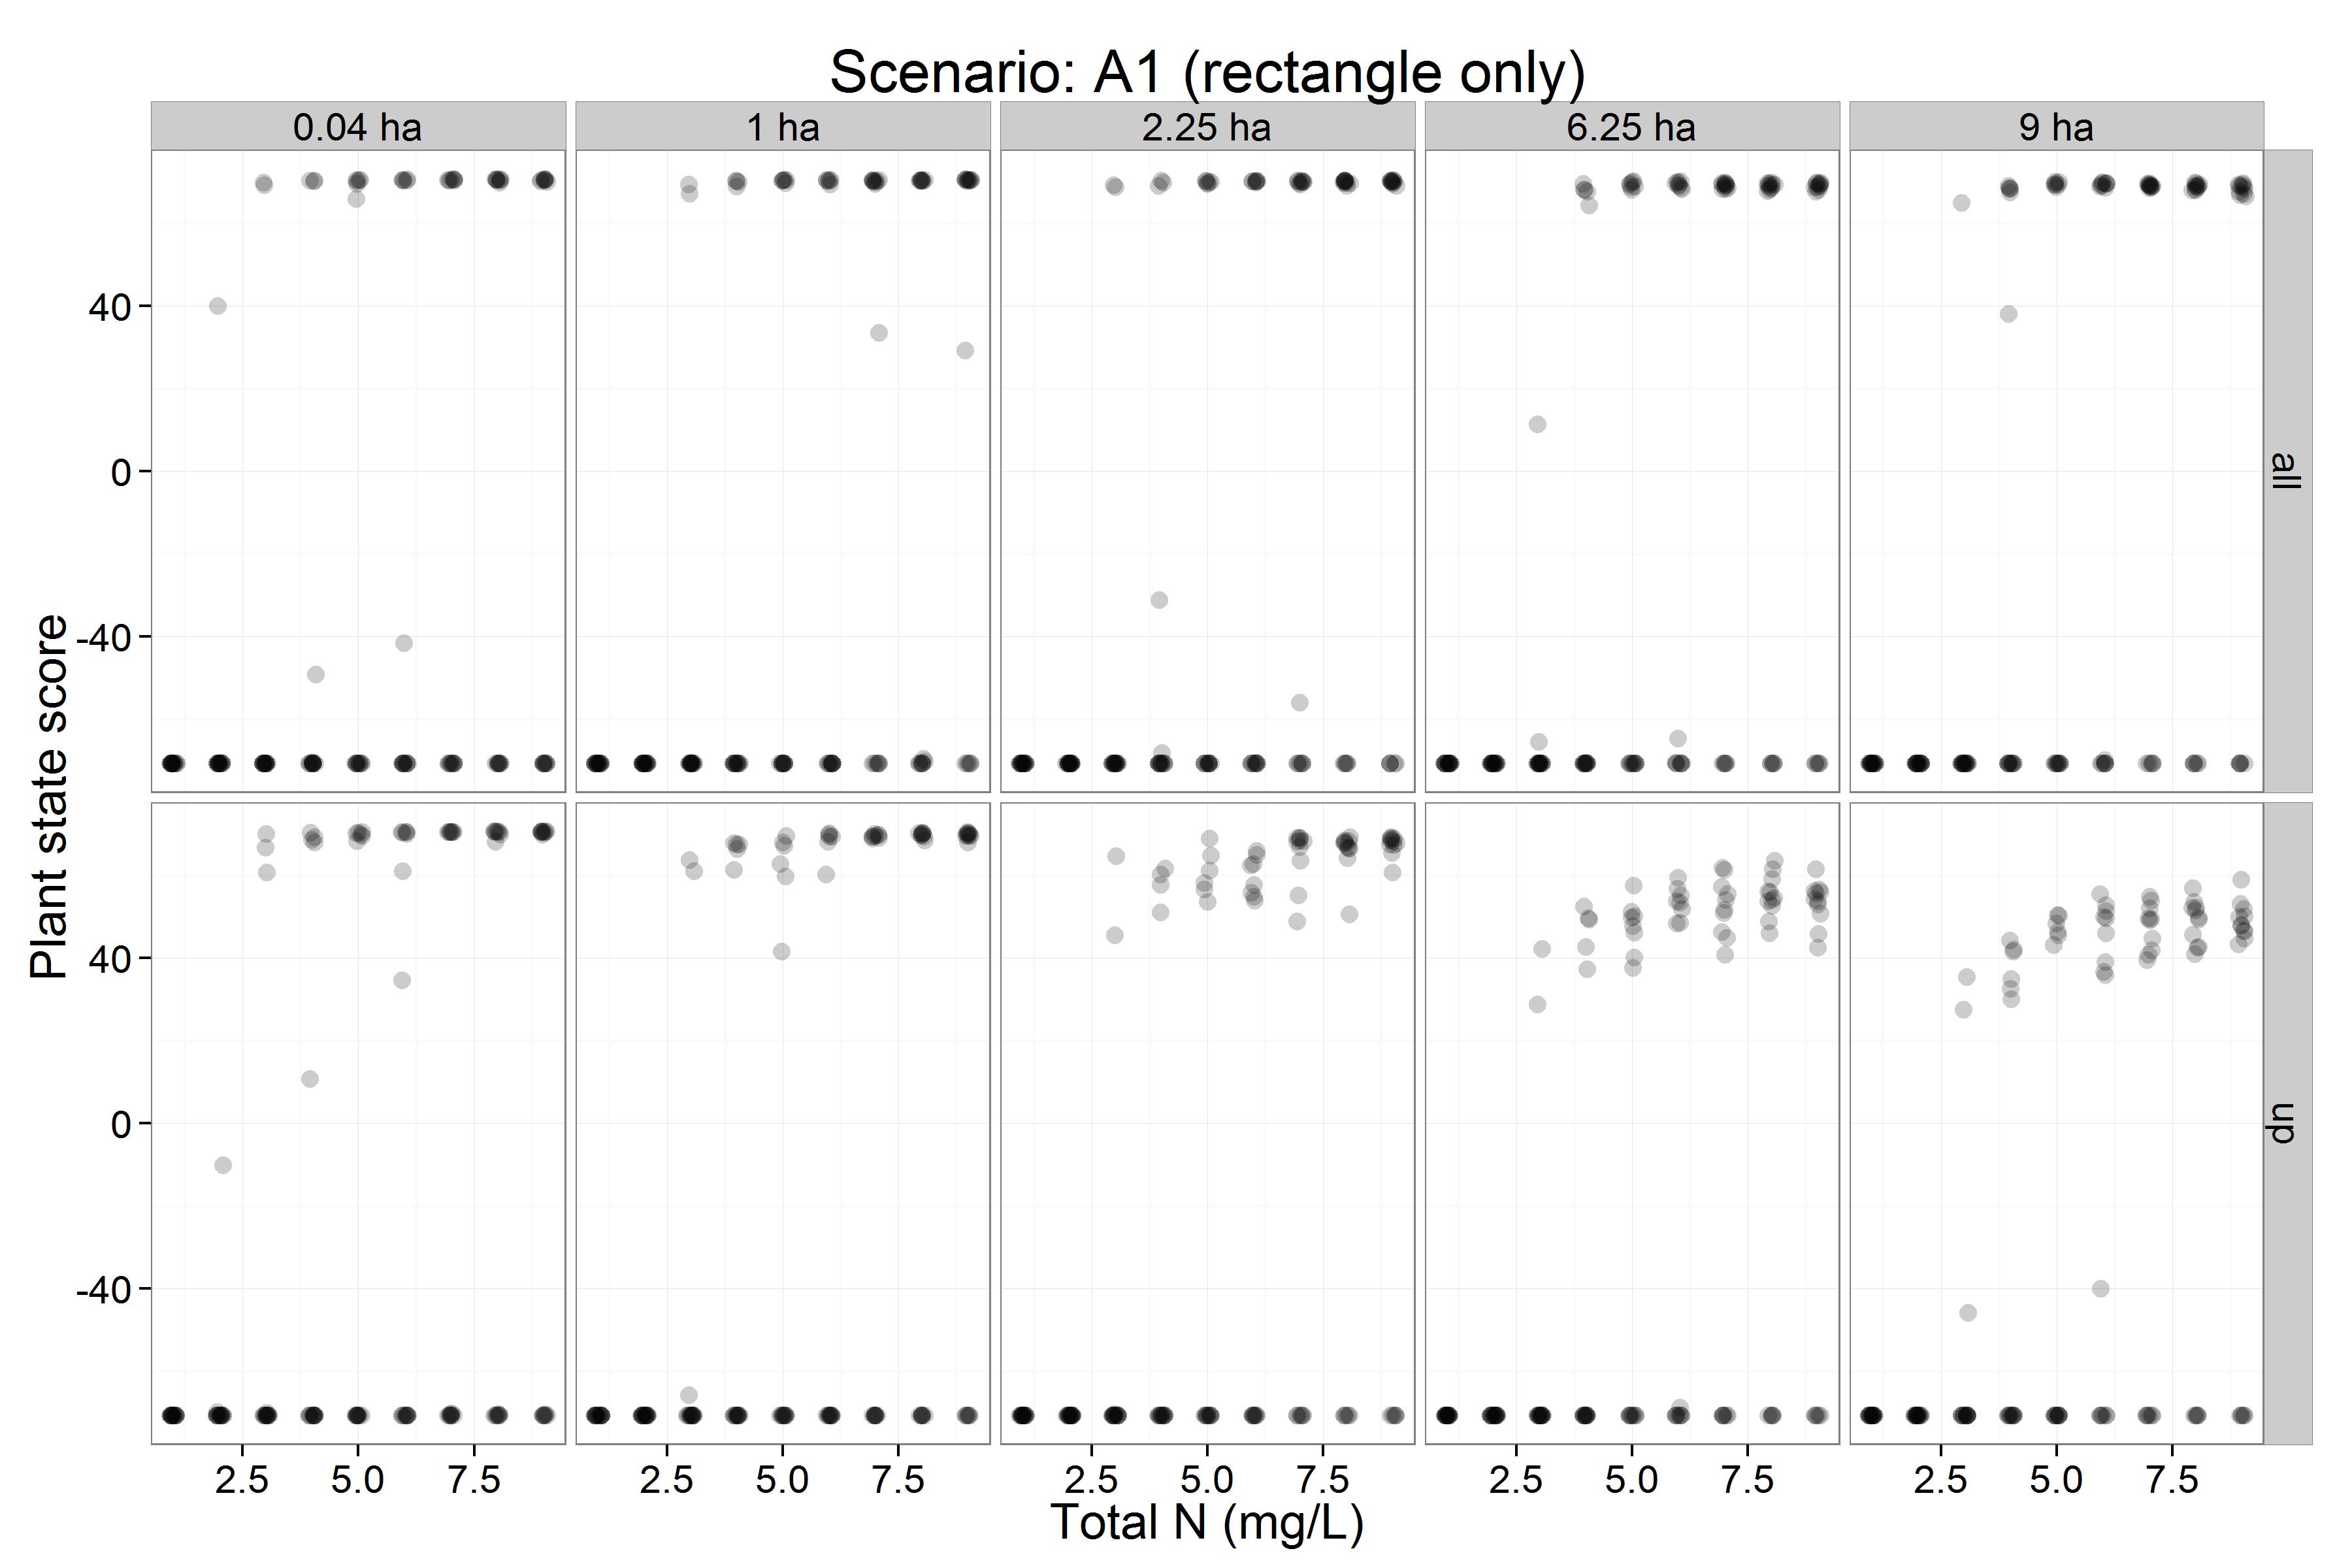 Scenario: A1 (rectangle only)
0.04 ha
1 ha
2.25 ha
6.25 ha
9 ha
40
0
-40
all
40
0
-40
up
Plant state score
2.5 5.0 7.5
2.5 5.0 7.5
2.5 5.0 7.5
2.5 5.0 7.5
2.5 5.0 7.5
Total N (mg/L)